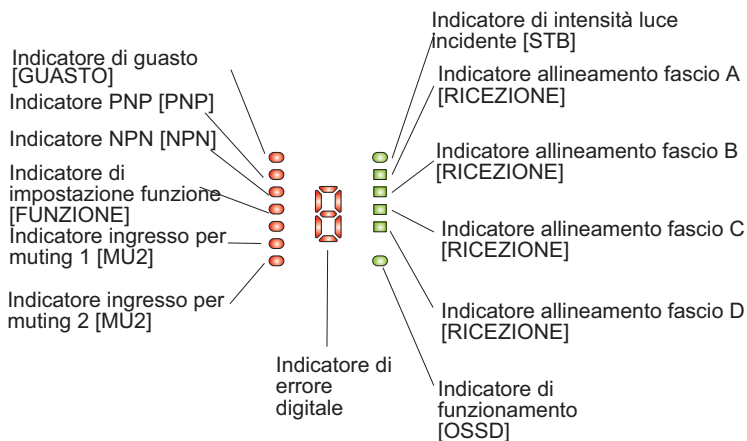 Indicatore di guasto
[GUASTO]
Indicatore PNP [PNP]
Indicatore NPN [NPN]
Indicatore di
impostazione funzione
[FUNZIONE]
Indicatore ingresso per
muting 1 [MU2]
Indicatore ingresso per
muting 2 [MU2]
8
Indicatore di
errore
digitale
Indicatore di intensità luce
incidente [STB]
Indicatore allineamento fascio A
[RICEZIONE]
Indicatore allineamento fascio B
[RICEZIONE]
Indicatore allineamento fascio C
[RICEZIONE]
Indicatore allineamento fascio D
[RICEZIONE]
Indicatore di
funzionamento
[OSSD]